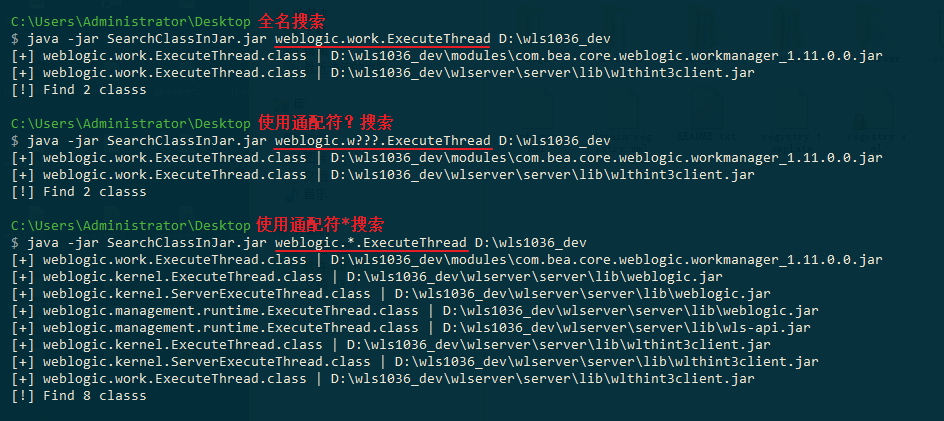 C:\Users\Administrator\Desktop 全名搜索
$ java -jar SearchClassInJar.jar weblogic.work.ExecuteThread D:\wls1036_dev
[+] weblogic.work.ExecuteThread.class | D:\wls1036_dev\modules\com.bea.core.weblogic.workmanager_1.11.0.0.jar
[+] weblogic.work.ExecuteThread.class | D:\wls1036_dev\wlserver\server\lib\wlthint3client.jar
[!] Find 2 classs
C:\Users\Administrator\Desktop 使用通配符？搜索
$ java -jar SearchClassInJar.jar weblogic.w???.ExecuteThread D:\wls1036_dev
[+] weblogic.work.ExecuteThread.class | D:\wls1036_dev\modules\com.bea.core.weblogic.workmanager_1.11.0.0.jar
[+] weblogic.work.ExecuteThread.class | D:\wls1036_dev\wlserver\server\lib\wlthint3client.jar
[!] Find 2 classs
C:\Users\Administrator\Desktop 使用通配符*搜索
$ java -jar SearchClassInJar.jar weblogic.*.ExecuteThread D:\wls1036_dev
[+] weblogic.work.ExecuteThread.class | D:\wls1036_dev\modules\com.bea.core.weblogic.workmanager_1.11.0.0.jar
[+] weblogic.kernel.ExecuteThread.class | D:\wls1036_dev\wlserver\server\lib\weblogic.jar
[+] weblogic.kernel.ServerExecuteThread.class | D:\wls1036_dev\wlserver\server\lib\weblogic.jar
[+] weblogic.management.runtime.ExecuteThread.class | D:\wls1036_dev\wlserver\server\lib\weblogic.jar
[+] weblogic.management.runtime.ExecuteThread.class | D:\wls1036_dev\wlserver\server\lib\wls-api.jar
[+] weblogic.kernel.ExecuteThread.class | D:\wls1036_dev\wlserver\server\lib\wlthint3client.jar
[+] weblogic.kernel.ServerExecuteThread.class | D:\wls1036_dev\wlserver\server\lib\wlthint3client.jar
[+] weblogic.work.ExecuteThread.class | D:\wls1036_dev\wlserver\server\lib\wlthint3client.jar
[!] Find 8 classs